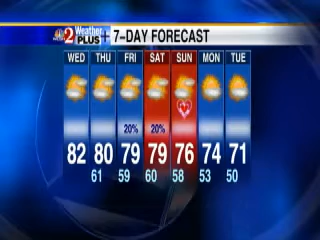 2 Weather PLUS+ 7-DAY FORECAST
WED THU FRI SAT SUN MON TUE
20% 20%
82 80 79 79 76 74 71
61 59 60 58 53 50